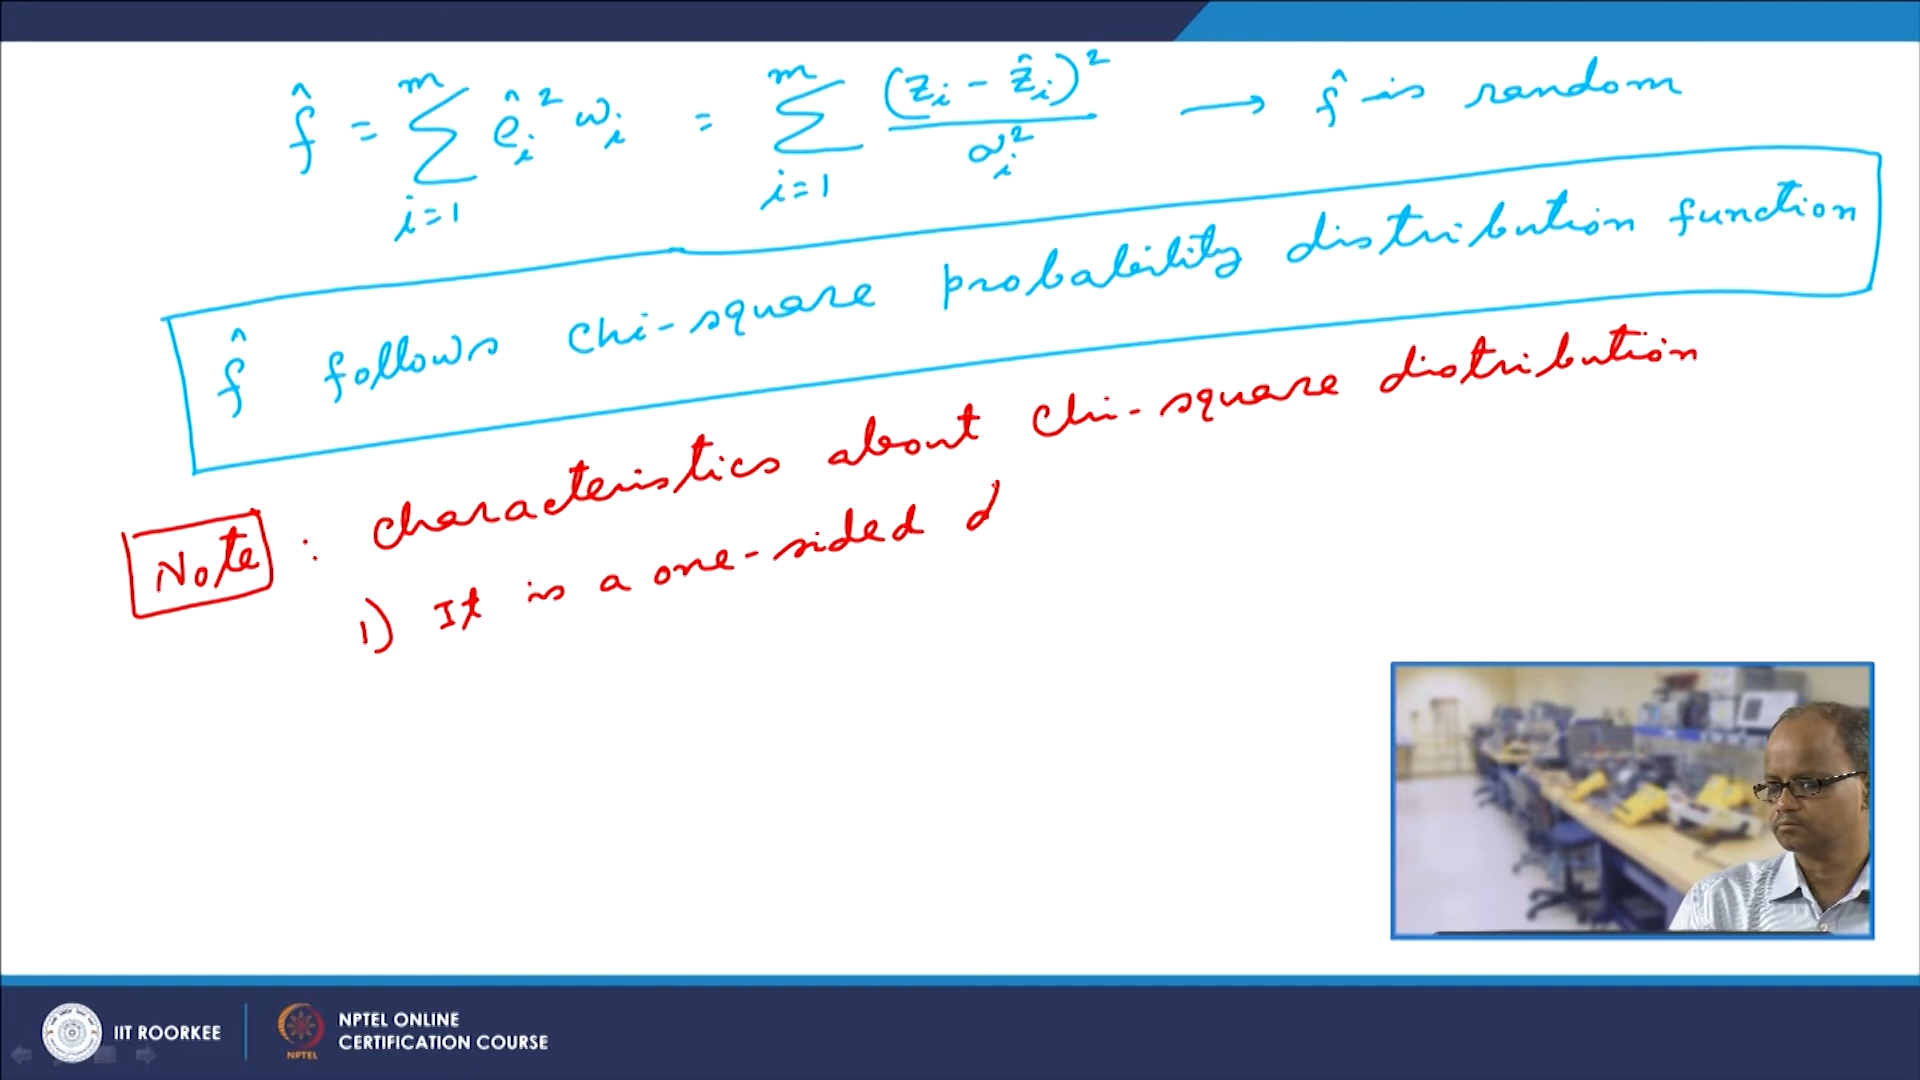 f̂ = Σ_{i=1}^{m} ê_i² w_i = Σ_{i=1}^{m} (z_i - ẑ_i)² / σ_i² → f̂ is random
f̂ follows chi-square probability distribution function
Note : characteristics about chi-square distribution
1) It is a one-sided d
IIT ROORKEE
NPTEL
NPTEL ONLINE
CERTIFICATION COURSE